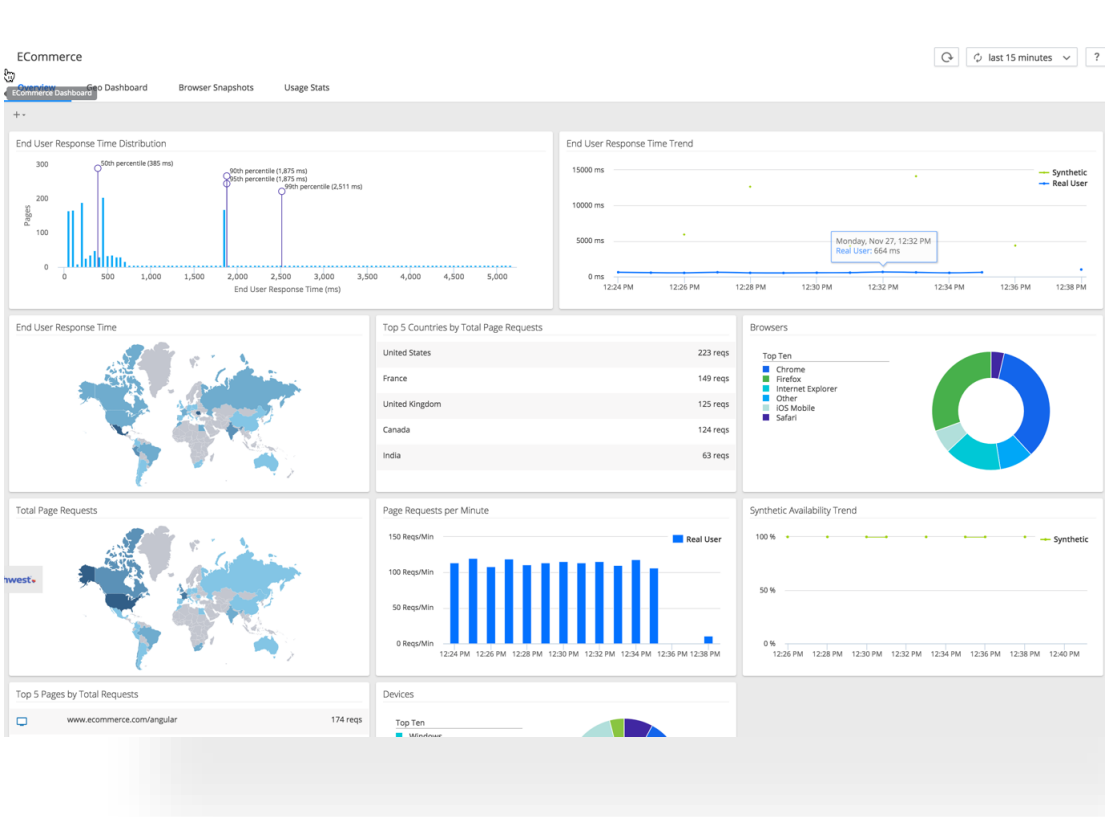 ECommerce
last 15 minutes
?
Overview
Geo Dashboard
Browser Snapshots
Usage Stats
ECommerce Dashboard
+
End User Response Time Distribution
300
200
100
0
Pages
50th percentile (385 ms)
90th percentile (1,875 ms)
95th percentile (1,875 ms)
99th percentile (2,511 ms)
0 500 1,000 1,500 2,000 2,500 3,000 3,500 4,000 4,500 5,000
End User Response Time (ms)
End User Response Time Trend
15000 ms
10000 ms
5000 ms
0 ms
Synthetic
Real User
Monday, Nov 27, 12:32 PM
Real User: 664 ms
12:24 PM 12:26 PM 12:28 PM 12:30 PM 12:32 PM 12:34 PM 12:36 PM 12:38 PM
End User Response Time
Top 5 Countries by Total Page Requests
United States 223 reqs
France 149 reqs
United Kingdom 125 reqs
Canada 124 reqs
India 63 reqs
Browsers
Top Ten
Chrome
Firefox
Internet Explorer
Other
iOS Mobile
Safari
Total Page Requests
hwest
Page Requests per Minute
150 Reqs/Min
100 Reqs/Min
50 Reqs/Min
0 Reqs/Min
Real User
12:24 PM 12:26 PM 12:28 PM 12:30 PM 12:32 PM 12:34 PM 12:36 PM 12:38 PM
Synthetic Availability Trend
100 %
50 %
0 %
Synthetic
12:26 PM 12:28 PM 12:30 PM 12:32 PM 12:34 PM 12:36 PM 12:38 PM 12:40 PM
Top 5 Pages by Total Requests
www.ecommerce.com/angular 174 reqs
Devices
Top Ten
Windows